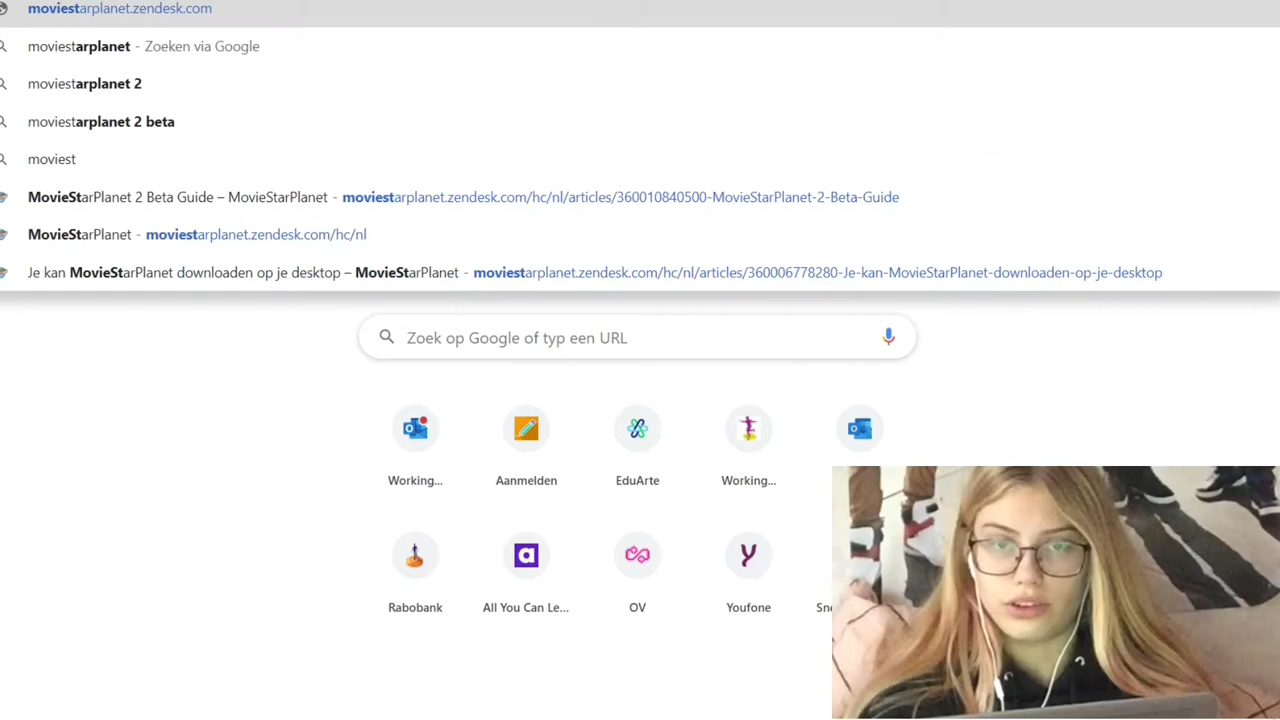 moviestarplanet.zendesk.com
moviestarplanet - Zoeken via Google
moviestarplanet 2
moviestarplanet 2 beta
moviest
MovieStarPlanet 2 Beta Guide – MovieStarPlanet - moviestarplanet.zendesk.com/hc/nl/articles/360010840500-MovieStarPlanet-2-Beta-Guide
MovieStarPlanet - moviestarplanet.zendesk.com/hc/nl
Je kan MovieStarPlanet downloaden op je desktop – MovieStarPlanet - moviestarplanet.zendesk.com/hc/nl/articles/360006778280-Je-kan-MovieStarPlanet-downloaden-op-je-desktop
Zoek op Google of typ een URL
Working... Aanmelden EduArte Working...
Rabobank All You Can Le... OV Youfone